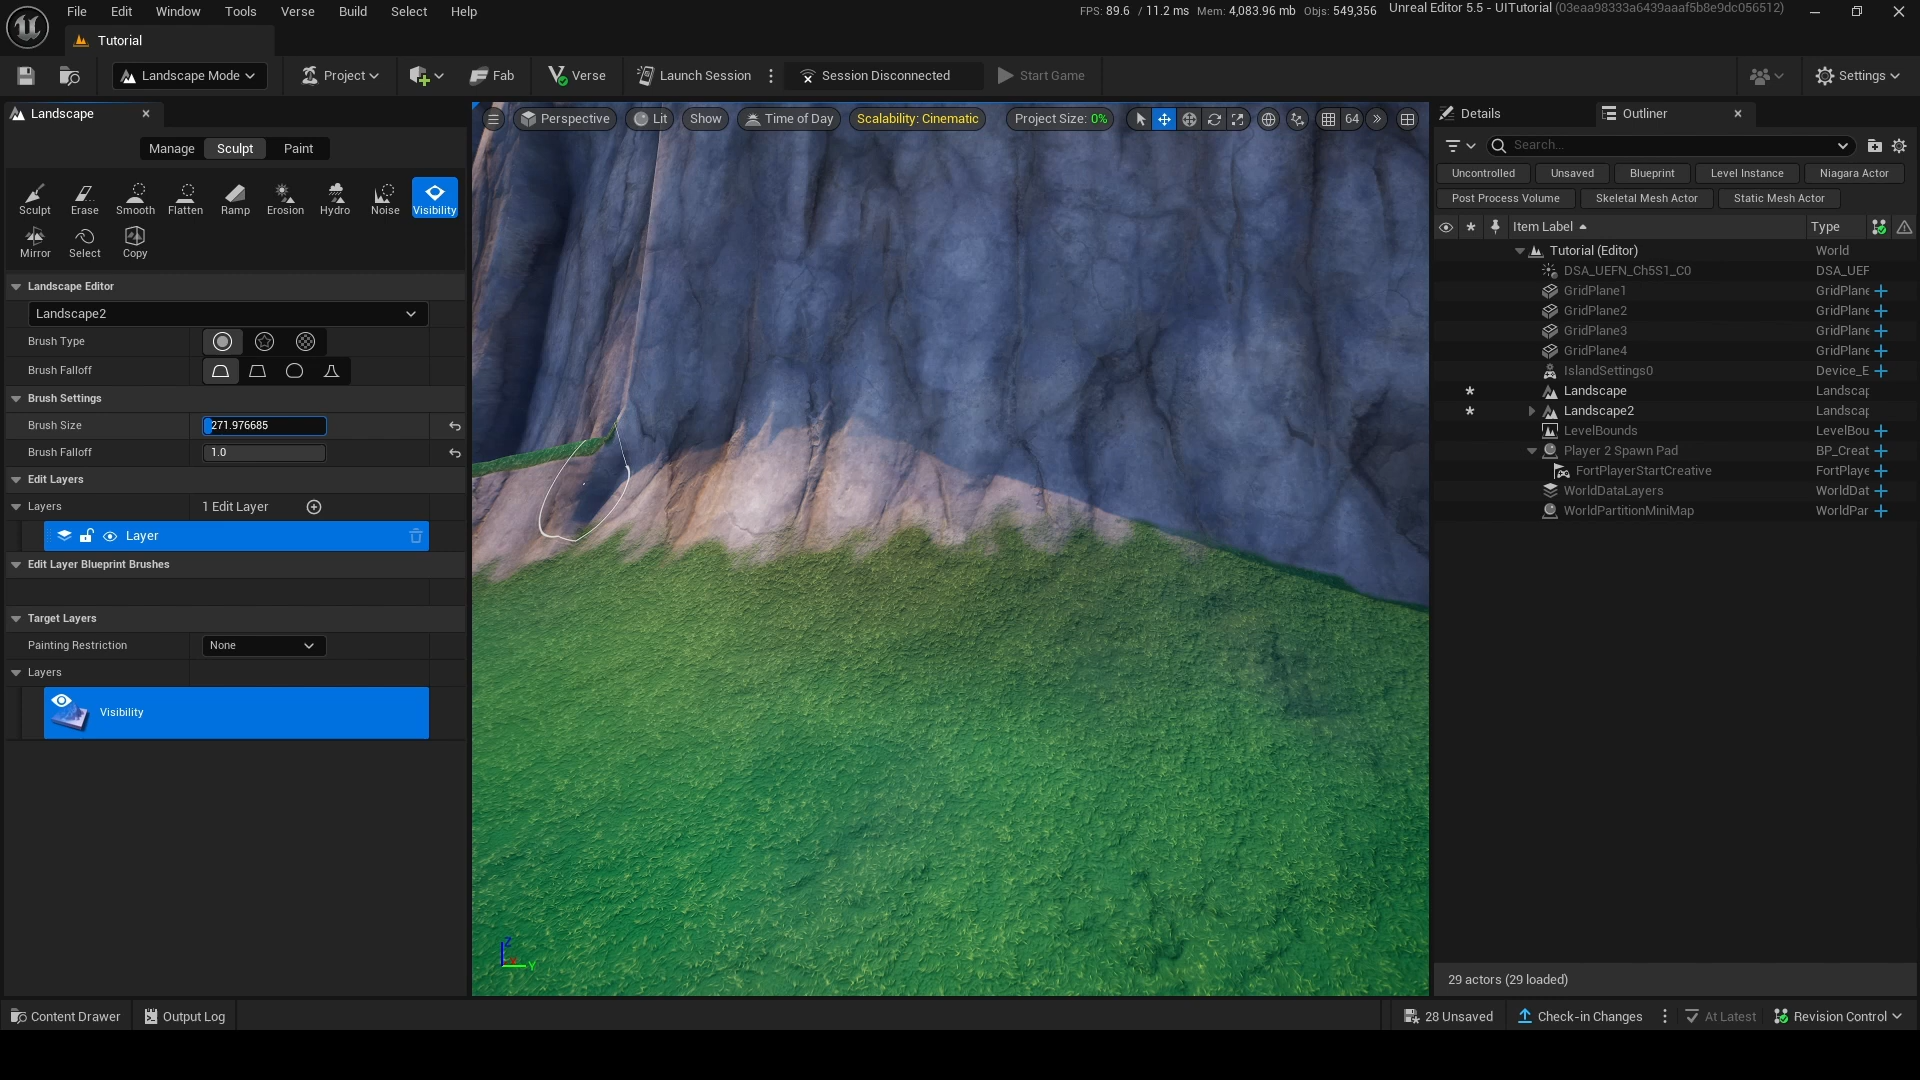 File Edit Window Tools Verse Build Select Help
FPS: 89.6 / 11.2 ms Mem: 4,083.96 mb Objs: 549,356 Unreal Editor 5.5 - UITutorial (03eaa98333a6439aaaf5b8e9dc056512)
Tutorial
Landscape Mode Project Fab Verse Launch Session Session Disconnected Start Game Settings
Landscape
Manage Sculpt Paint
Sculpt Erase Smooth Flatten Ramp Erosion Hydro Noise Visibility
Mirror Select Copy
Landscape Editor
Landscape2
Brush Type
Brush Falloff
Brush Settings
Brush Size 271.976685
Brush Falloff 1.0
Edit Layers
Layers 1 Edit Layer
Layer
Edit Layer Blueprint Brushes
Target Layers
Painting Restriction None
Layers
Visibility
Perspective Lit Show Time of Day Scalability: Cinematic Project Size: 0% 64
Z
Y
Details Outliner
Search...
Uncontrolled Unsaved Blueprint Level Instance Niagara Actor
Post Process Volume Skeletal Mesh Actor Static Mesh Actor
Item Label Type
Tutorial (Editor) World
DSA_UEFN_Ch5S1_C0 DSA_UEF
GridPlane1 GridPlane
GridPlane2 GridPlane
GridPlane3 GridPlane
GridPlane4 GridPlane
IslandSettings0 Device_E
Landscape Landscap
Landscape2 Landscap
LevelBounds LevelBou
Player 2 Spawn Pad BP_Creat
FortPlayerStartCreative FortPlaye
WorldDataLayers WorldDat
WorldPartitionMiniMap WorldPar
29 actors (29 loaded)
Content Drawer Output Log 28 Unsaved Check-in Changes At Latest Revision Control